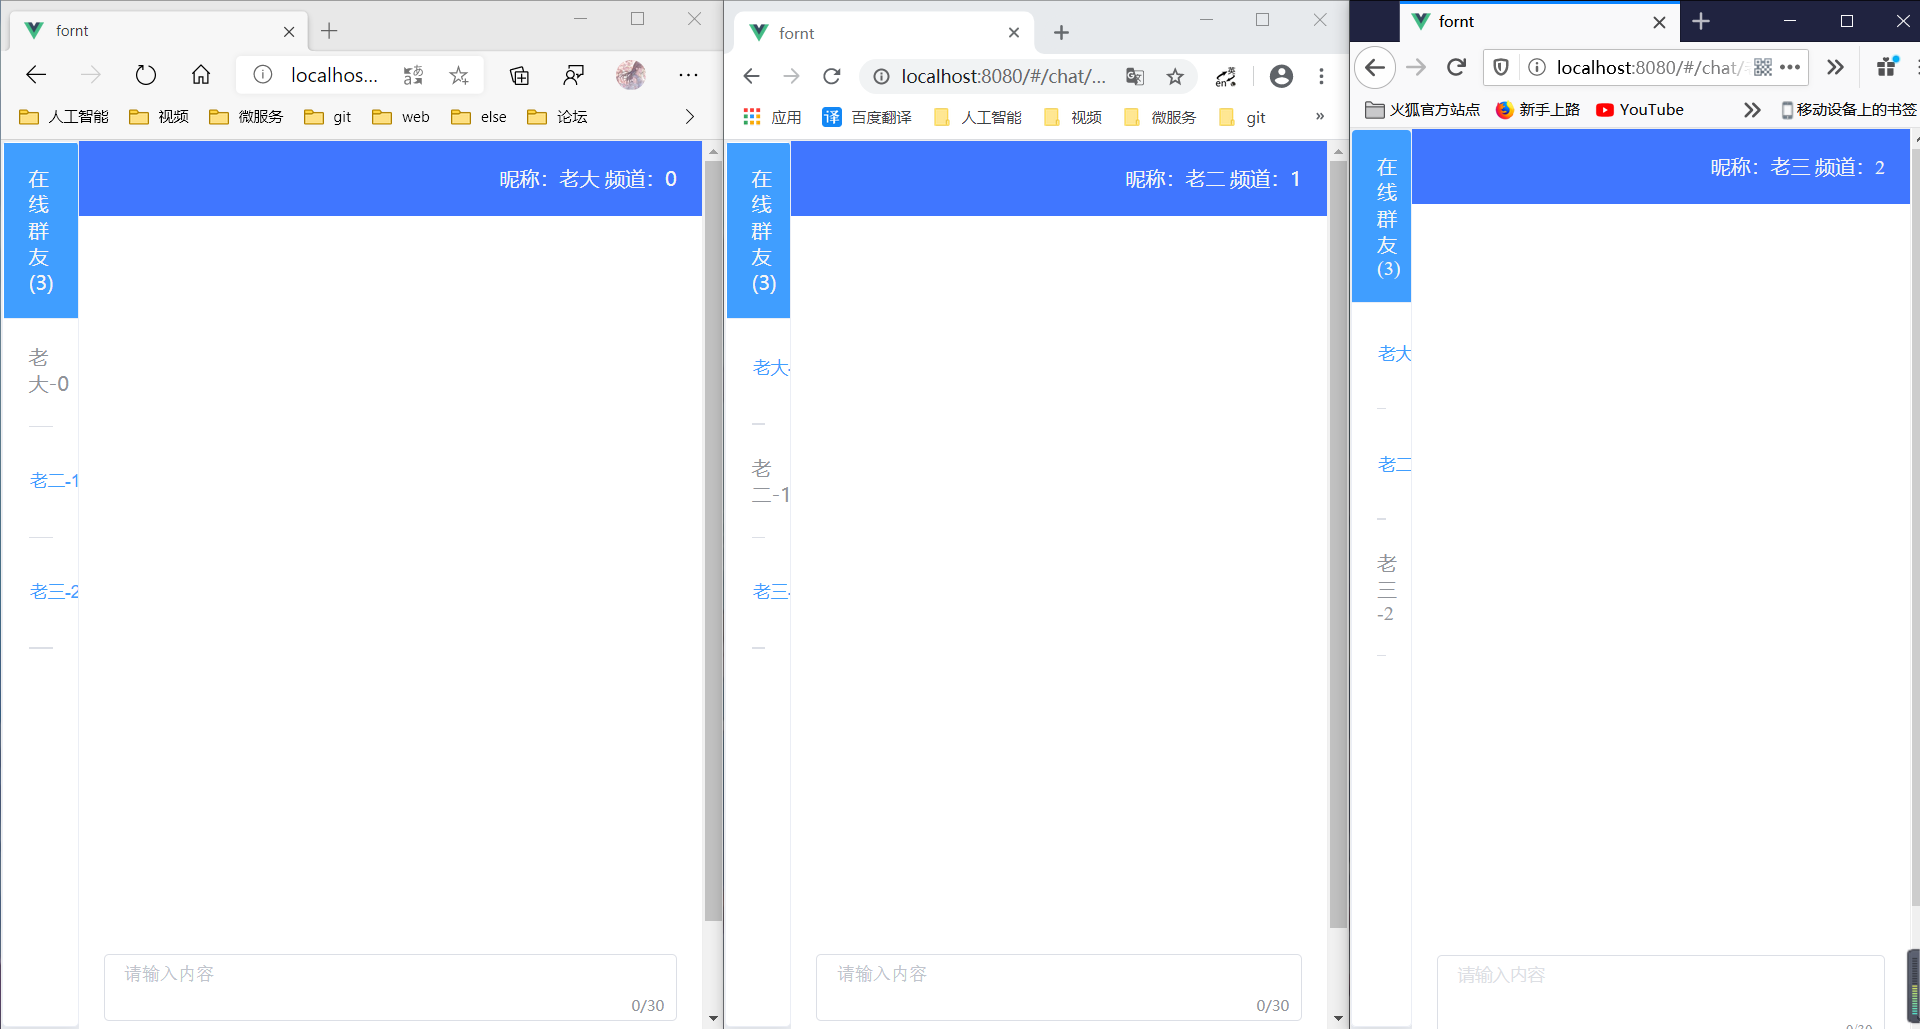 fornt
localhos...
人工智能 视频 微服务 git web else 论坛
在
线
群
友
(3)
昵称：老大 频道：0
老
大-0
老二-1
老三-2
请输入内容
0/30
fornt
localhost:8080/#/chat/...
应用 译 百度翻译 人工智能 视频 微服务 git »
在
线
群
友
(3)
昵称：老二 频道：1
老大-
老
二-1
老三-
请输入内容
0/30
fornt
localhost:8080/#/chat/
火狐官方站点 新手上路 YouTube 移动设备上的书签
在
线
群
友
(3)
昵称：老三 频道：2
老大
老二
老
三
-2
请输入内容
0/30